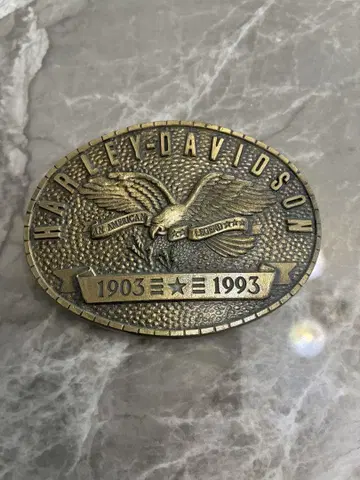 HARLEY-DAVIDSON
AN AMERICAN LEGEND
1903 1993